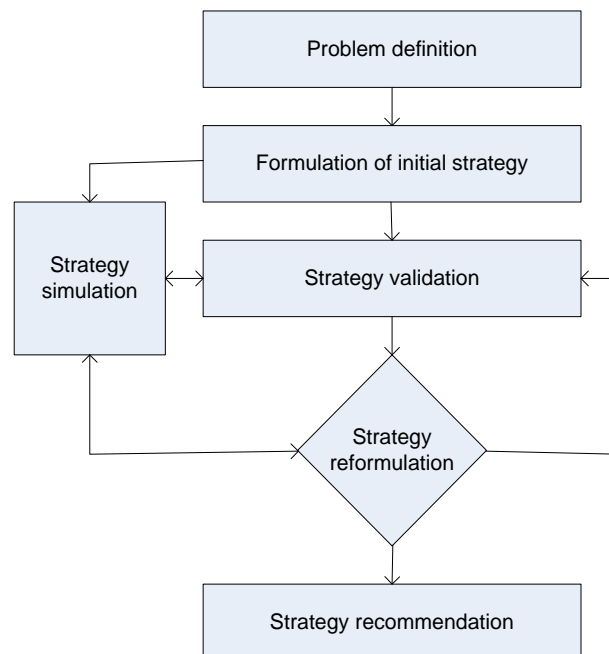 Problem definition
Formulation of initial strategy
Strategy
simulation
Strategy validation
Strategy
reformulation
Strategy recommendation